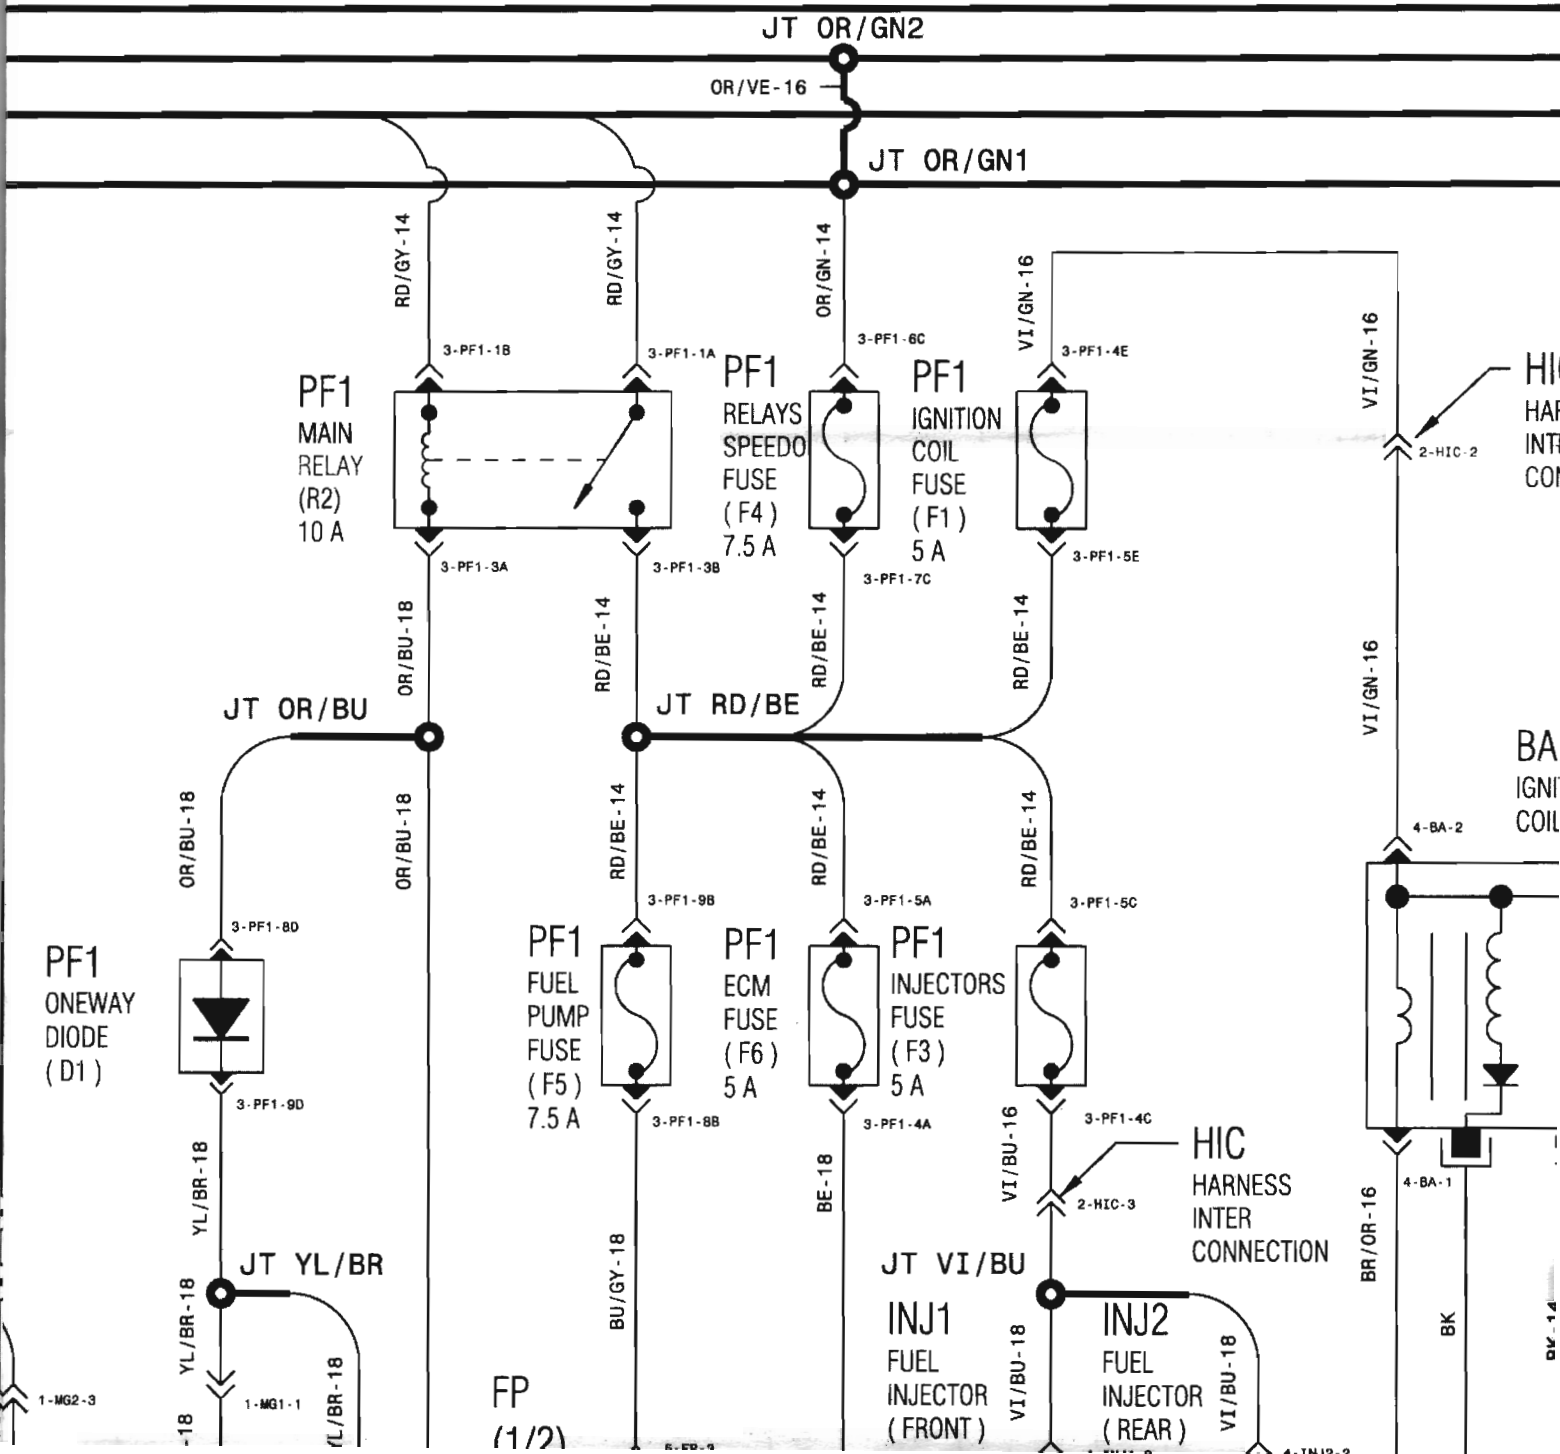 JT OR/GN2
OR/VE-16
JT OR/GN1
RD/GY-14
RD/GY-14
OR/GN-14
VI/GN-16
VI/GN-16
3-PF1-1B
3-PF1-1A
3-PF1-6C
3-PF1-4E
PF1
MAIN
RELAY
(R2)
10 A
PF1
RELAYS
SPEEDO
FUSE
(F4)
7.5 A
PF1
IGNITION
COIL
FUSE
(F1)
5 A
2-HIC-2
3-PF1-3A
3-PF1-3B
3-PF1-7C
3-PF1-5E
OR/BU-18
RD/BE-14
RD/BE-14
RD/BE-14
VI/GN-16
JT OR/BU
JT RD/BE
OR/BU-18
OR/BU-18
RD/BE-14
RD/BE-14
RD/BE-14
4-BA-2
BA
3-PF1-8D
3-PF1-9B
3-PF1-5A
3-PF1-5C
PF1
ONEWAY
DIODE
(D1)
PF1
FUEL
PUMP
FUSE
(F5)
7.5 A
PF1
ECM
FUSE
(F6)
5 A
PF1
INJECTORS
FUSE
(F3)
5 A
3-PF1-9D
3-PF1-8B
3-PF1-4A
3-PF1-4C
YL/BR-18
BU/GY-18
BE-18
VI/BU-16
2-HIC-3
HIC
HARNESS
INTER
CONNECTION
4-BA-1
BR/OR-16
BK
JT YL/BR
JT VI/BU
YL/BR-18
YL/BR-18
INJ1
FUEL
INJECTOR
(FRONT)
VI/BU-18
INJ2
FUEL
INJECTOR
(REAR)
VI/BU-18
1-MG2-3
1-MG1-1
-18
FP
(1/2)